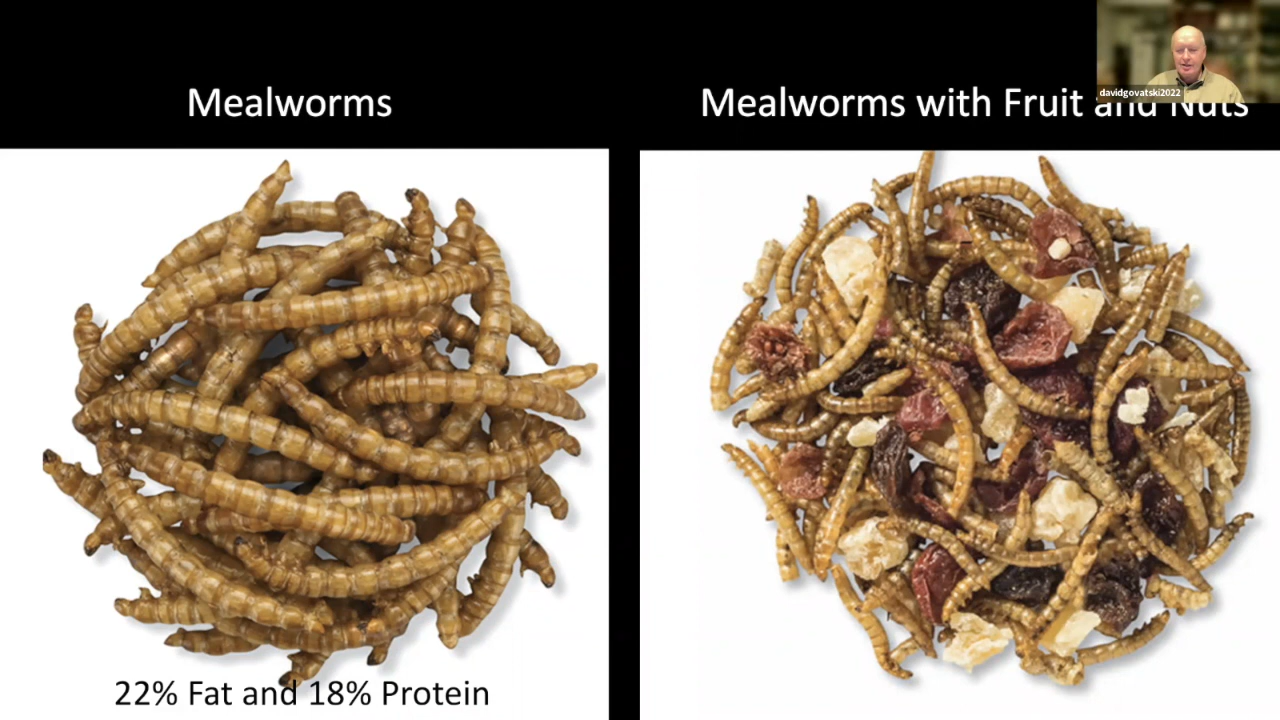 Mealworms
Mealworms with Fruit and Nuts
davidgovatski2022
22% Fat and 18% Protein